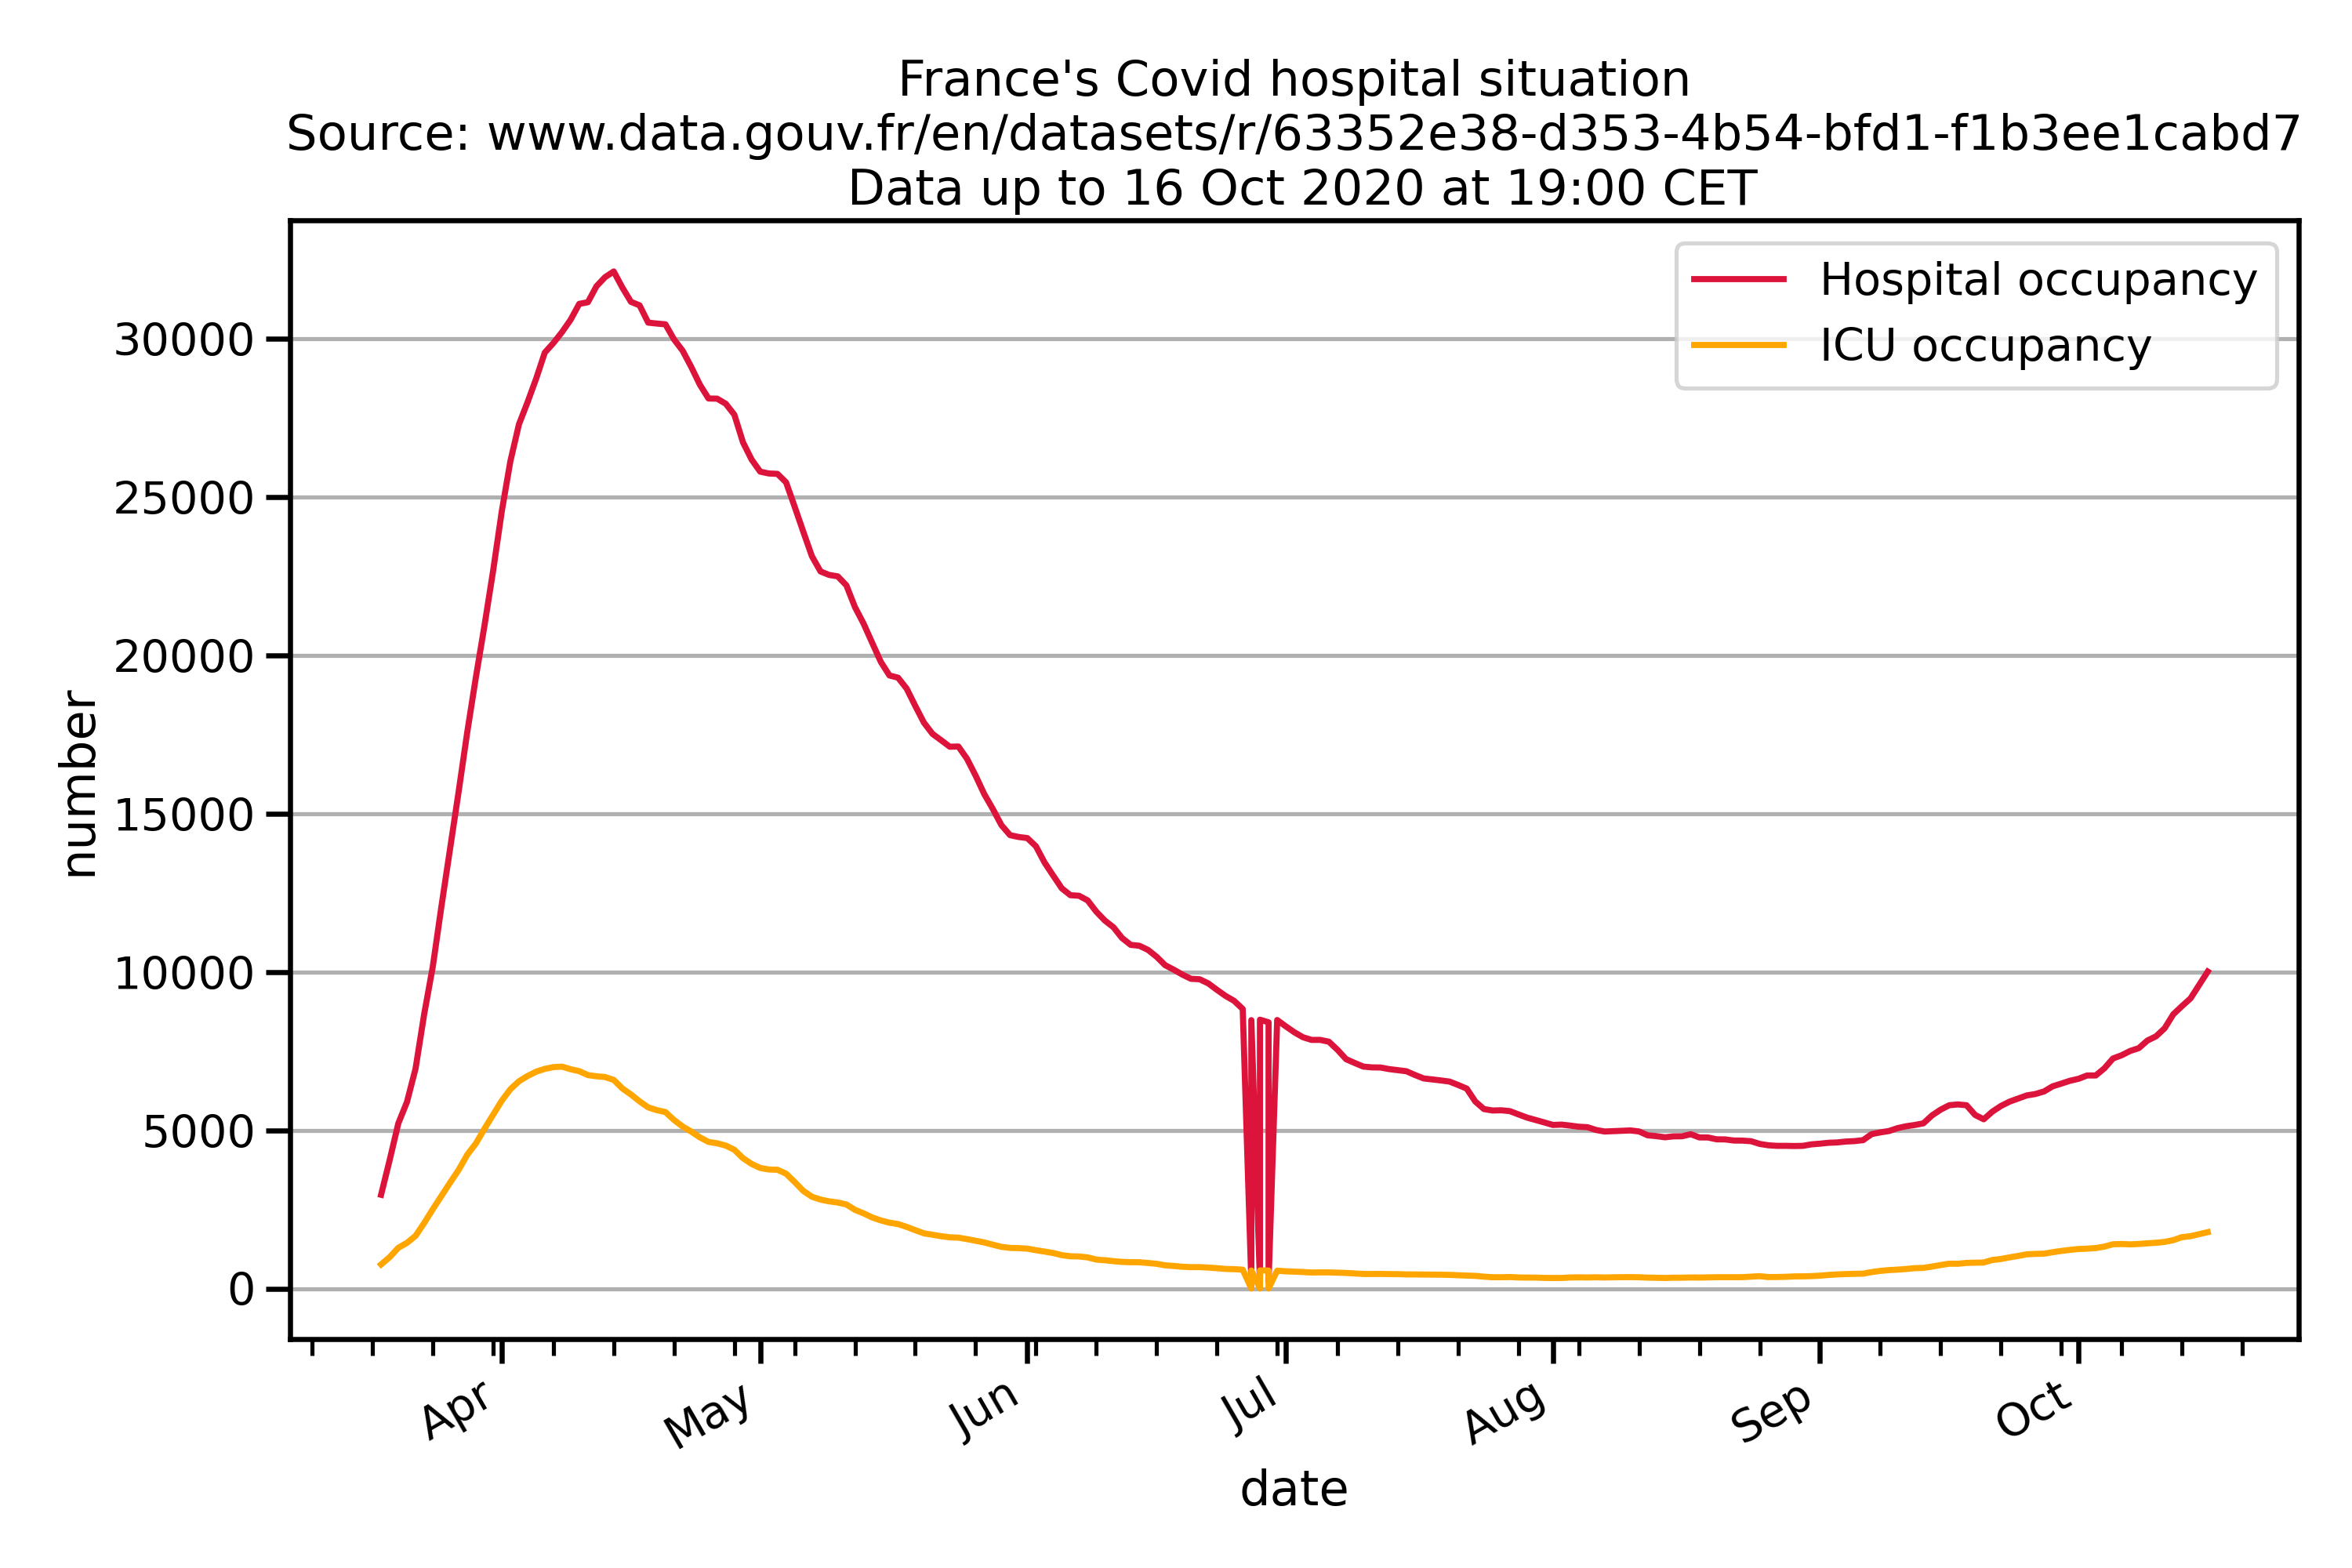 France's Covid hospital situation
Source: www.data.gouv.fr/en/datasets/r/63352e38-d353-4b54-bfd1-f1b3ee1cabd7
Data up to 16 Oct 2020 at 19:00 CET
Hospital occupancy
ICU occupancy
30000
25000
20000
15000
10000
5000
0
number
Apr
May
Jun
Jul
Aug
Sep
Oct
date